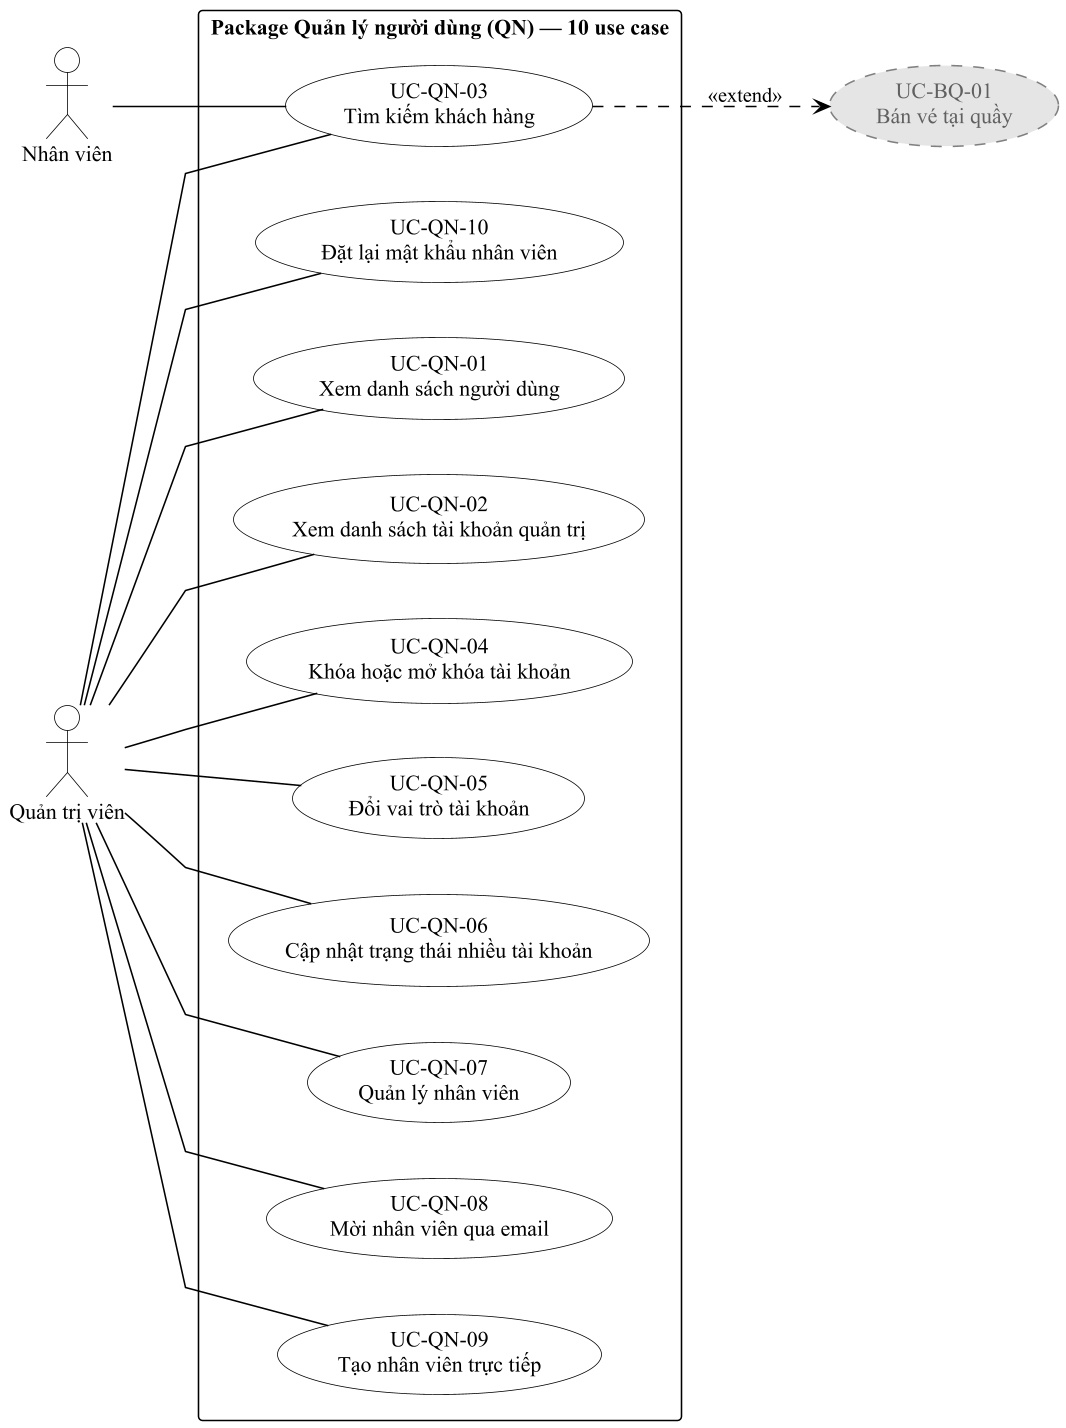 Package Quản lý người dùng (QN) — 10 use case
Nhân viên
UC-QN-03
Tìm kiếm khách hàng
«extend»
UC-BQ-01
Bán vé tại quầy
UC-QN-10
Đặt lại mật khẩu nhân viên
UC-QN-01
Xem danh sách người dùng
UC-QN-02
Xem danh sách tài khoản quản trị
UC-QN-04
Khóa hoặc mở khóa tài khoản
Quản trị viên
UC-QN-05
Đổi vai trò tài khoản
UC-QN-06
Cập nhật trạng thái nhiều tài khoản
UC-QN-07
Quản lý nhân viên
UC-QN-08
Mời nhân viên qua email
UC-QN-09
Tạo nhân viên trực tiếp